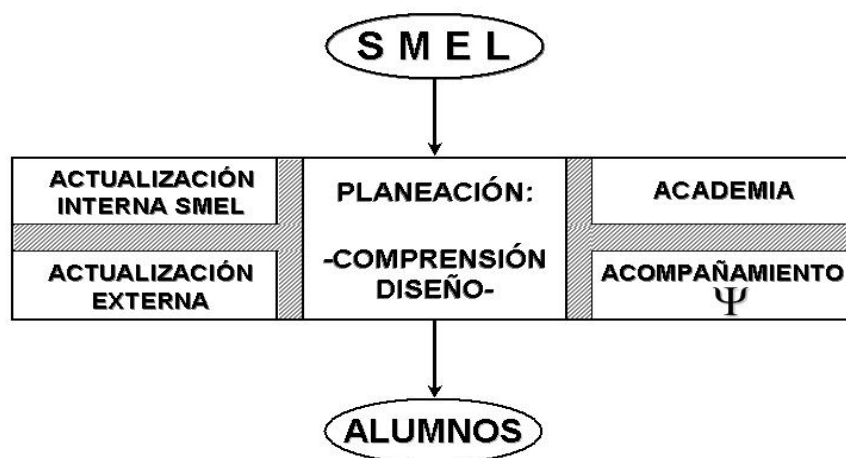 S M E L
ACTUALIZACIÓN
INTERNA SMEL
ACTUALIZACIÓN
EXTERNA
PLANEACIÓN:
-COMPRENSIÓN
DISEÑO-
ACADEMIA
ACOMPAÑAMIENTO
Ψ
ALUMNOS